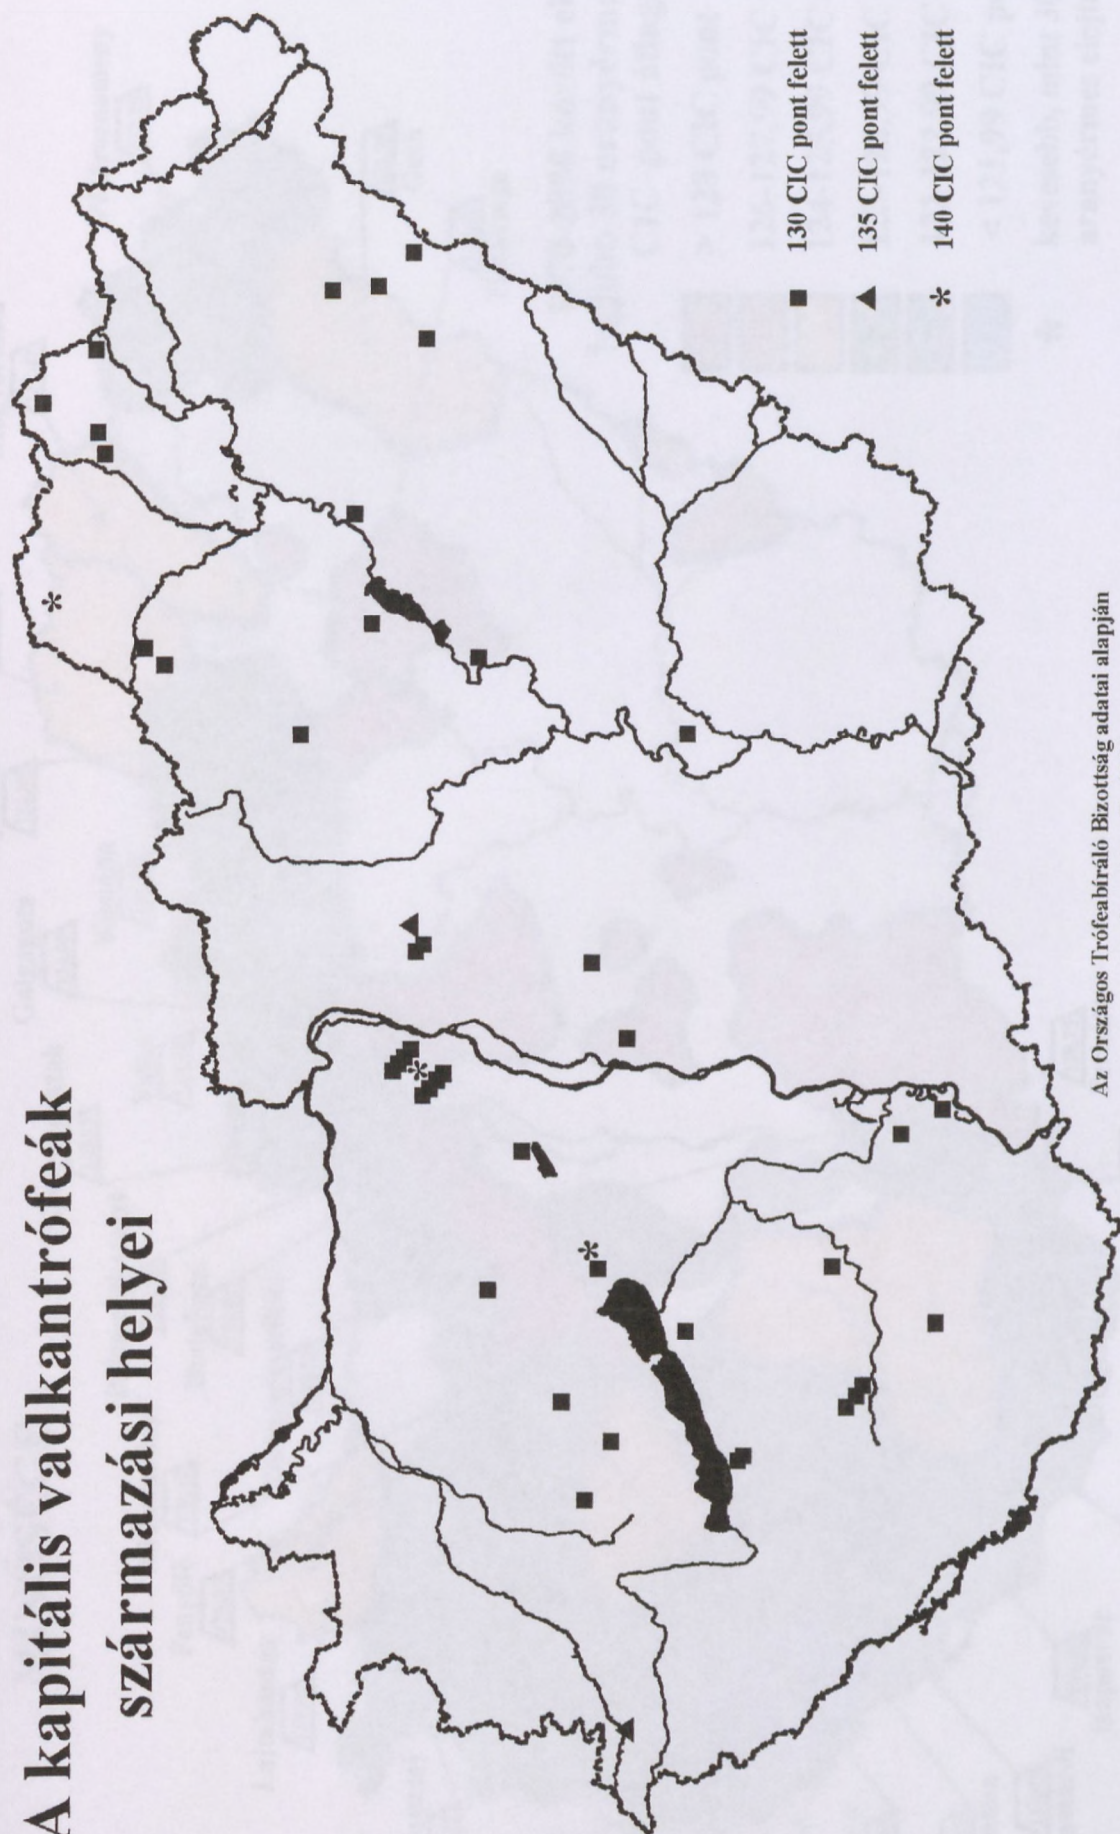 A kapitális vadkantrófeák
származási helyei
■ 130 CIC pont felett
▲ 135 CIC pont felett
* 140 CIC pont felett
Az Országos Trófeabíráló Bizottság adatai alapján